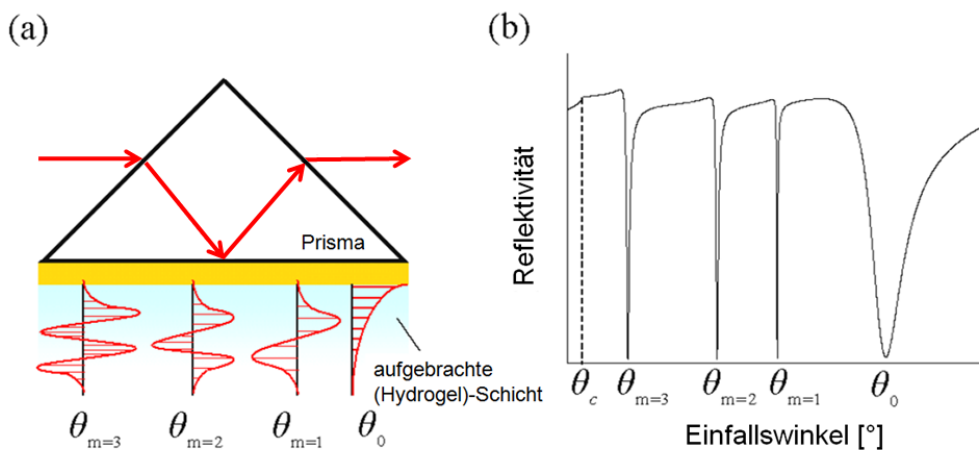 (a)
Prisma
aufgebrachte
(Hydrogel)-Schicht
θm=3 θm=2 θm=1 θ0
(b)
Reflektivität
θc θm=3 θm=2 θm=1 θ0
Einfallswinkel [°]